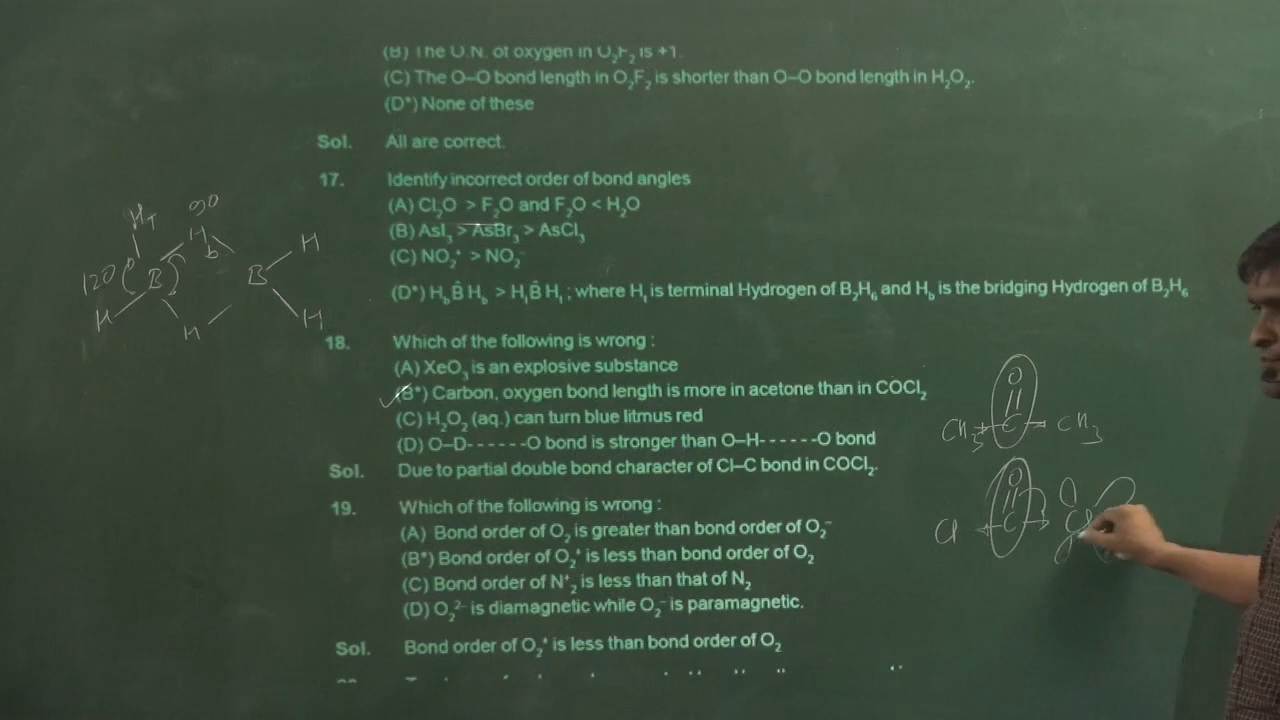 (B) The O.N. of oxygen in O₂F₂ is +1.
(C) The O–O bond length in O₂F₂ is shorter than O–O bond length in H₂O₂.
(D*) None of these
Sol. All are correct.
17. Identify incorrect order of bond angles
(A) Cl₂O > F₂O and F₂O < H₂O
(B) AsI₃ > AsBr₃ > AsCl₃
(C) NO₂⁺ > NO₂⁻
(D*) H_b B̂ H_b > H_t B̂ H_t ; where H_t is terminal Hydrogen of B₂H₆ and H_b is the bridging Hydrogen of B₂H₆
18. Which of the following is wrong :
(A) XeO₃ is an explosive substance
(B*) Carbon, oxygen bond length is more in acetone than in COCl₂
(C) H₂O₂ (aq.) can turn blue litmus red
(D) O–D------O bond is stronger than O–H------O bond
Sol. Due to partial double bond character of Cl–C bond in COCl₂.
19. Which of the following is wrong :
(A) Bond order of O₂ is greater than bond order of O₂⁻
(B*) Bond order of O₂⁺ is less than bond order of O₂
(C) Bond order of N⁺₂ is less than that of N₂
(D) O₂²⁻ is diamagnetic while O₂⁻ is paramagnetic.
Sol. Bond order of O₂⁺ is less than bond order of O₂
H_T 90
H b H
120 B B
H H H
O
CH₃ C CH₃
O
Cl C Cl